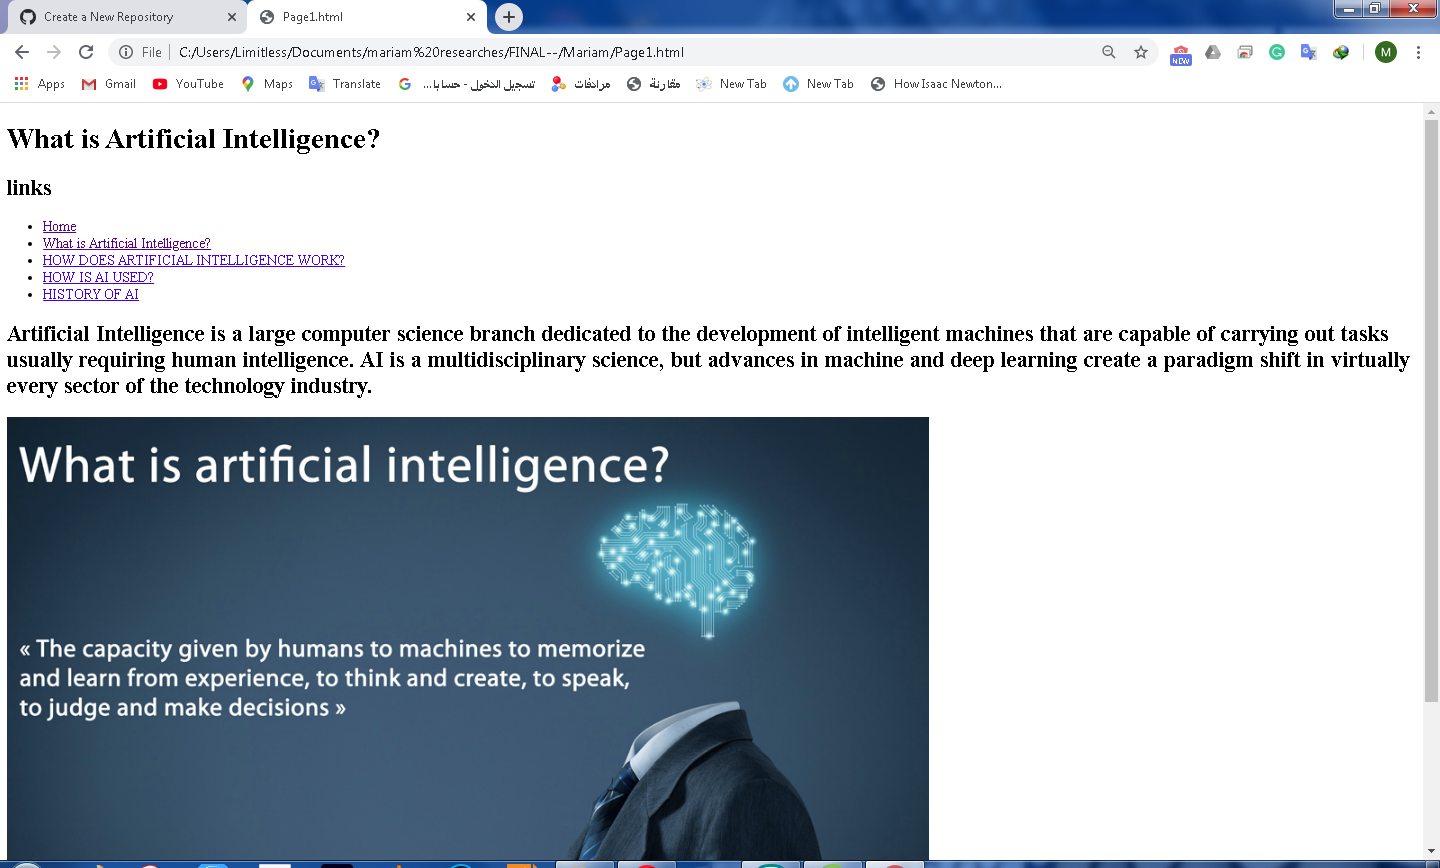 Create a New Repository
Page1.html
File
C:/Users/Limitless/Documents/mariam%20researches/FINAL--/Mariam/Page1.html
NEW
M
Apps
Gmail
YouTube
Maps
Translate
تسجيل الدخول - حسابا...
مرادفات
مقارنة
New Tab
New Tab
How Isaac Newton...
What is Artificial Intelligence?
links
Home
What is Artificial Intelligence?
HOW DOES ARTIFICIAL INTELLIGENCE WORK?
HOW IS AI USED?
HISTORY OF AI
Artificial Intelligence is a large computer science branch dedicated to the development of intelligent machines that are capable of carrying out tasks
usually requiring human intelligence. AI is a multidisciplinary science, but advances in machine and deep learning create a paradigm shift in virtually
every sector of the technology industry.
What is artificial intelligence?
« The capacity given by humans to machines to memorize
and learn from experience, to think and create, to speak,
to judge and make decisions »